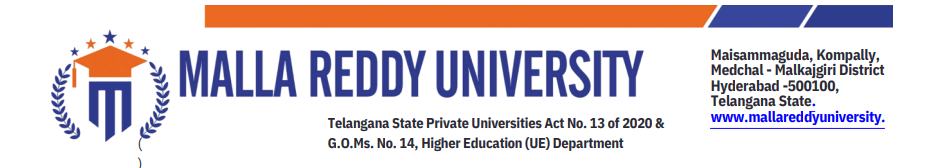 MALLA REDDY UNIVERSITY
Telangana State Private Universities Act No. 13 of 2020 &
G.O.Ms. No. 14, Higher Education (UE) Department
Maisammaguda, Kompally,
Medchal - Malkajgiri District
Hyderabad -500100,
Telangana State.
www.mallareddyuniversity.
M
(
)